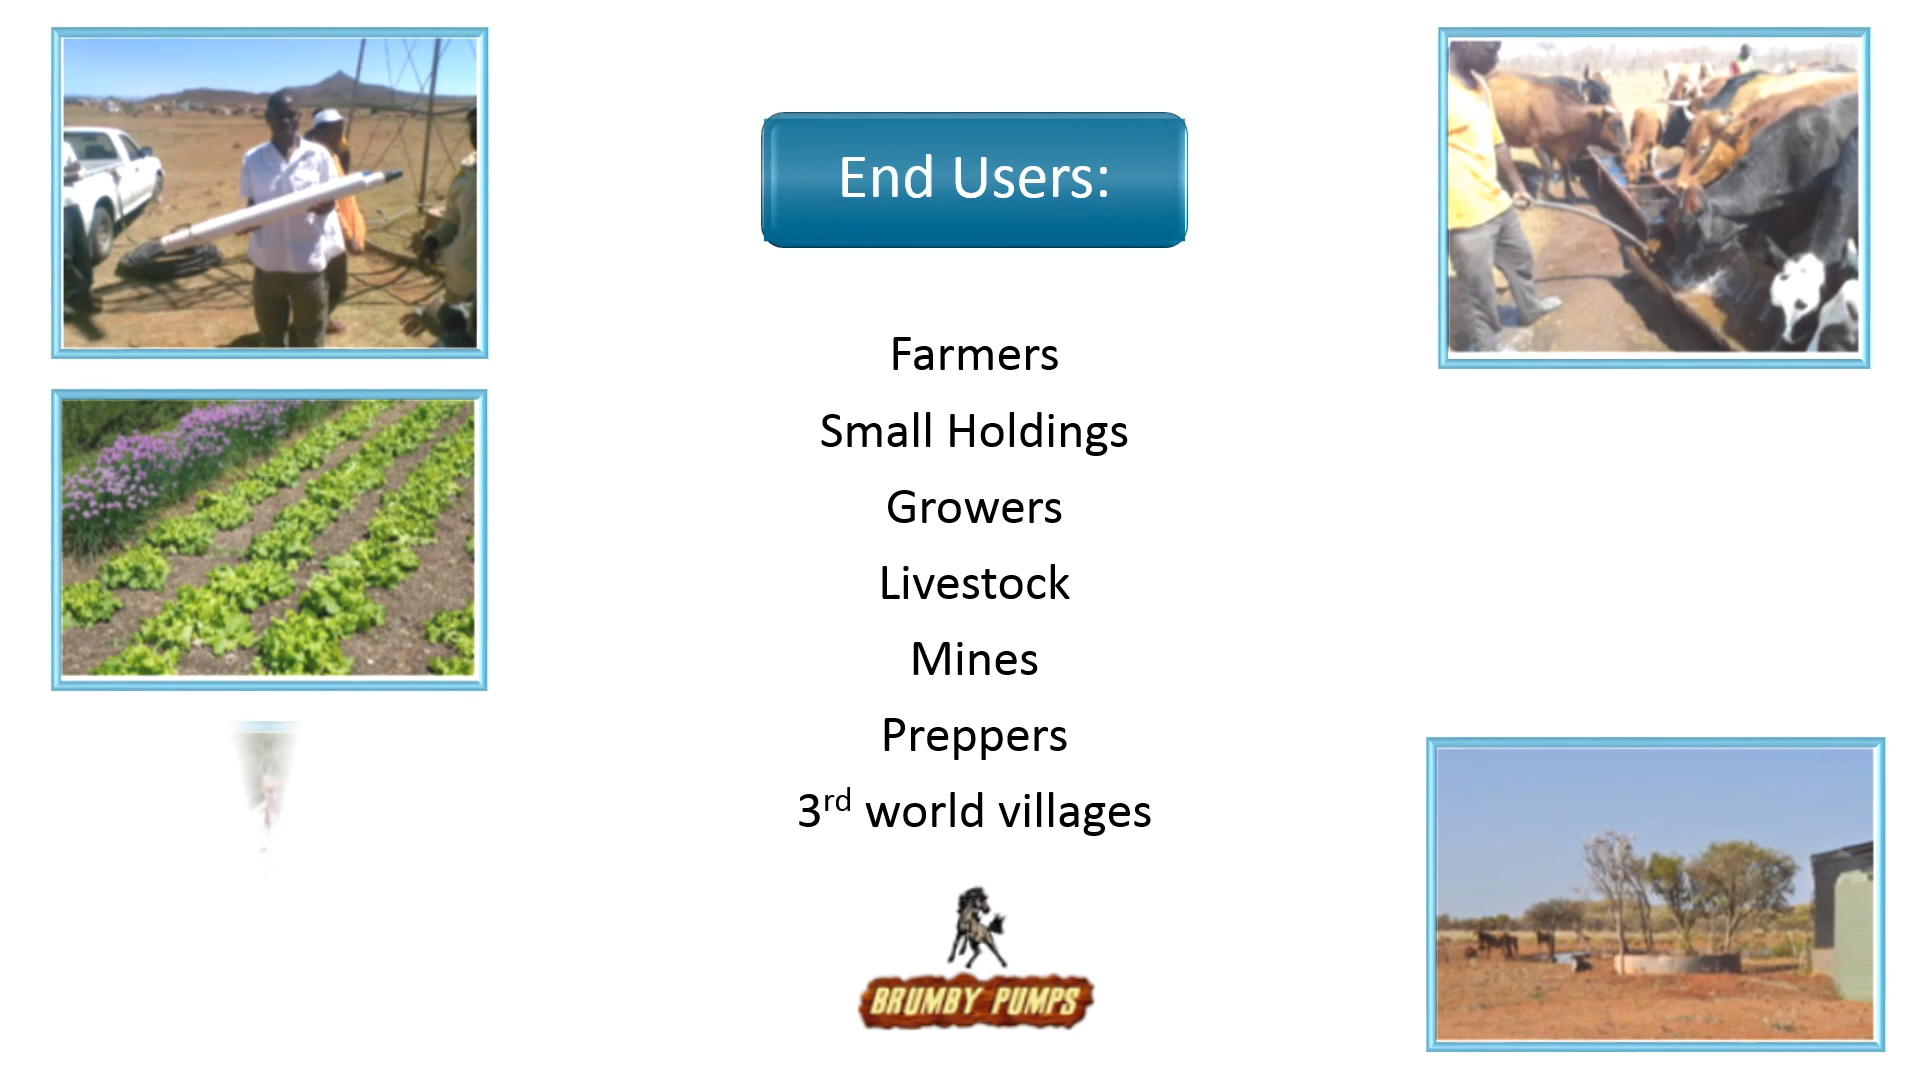 End Users:
Farmers
Small Holdings
Growers
Livestock
Mines
Preppers
3rd world villages
BRUMBY PUMPS